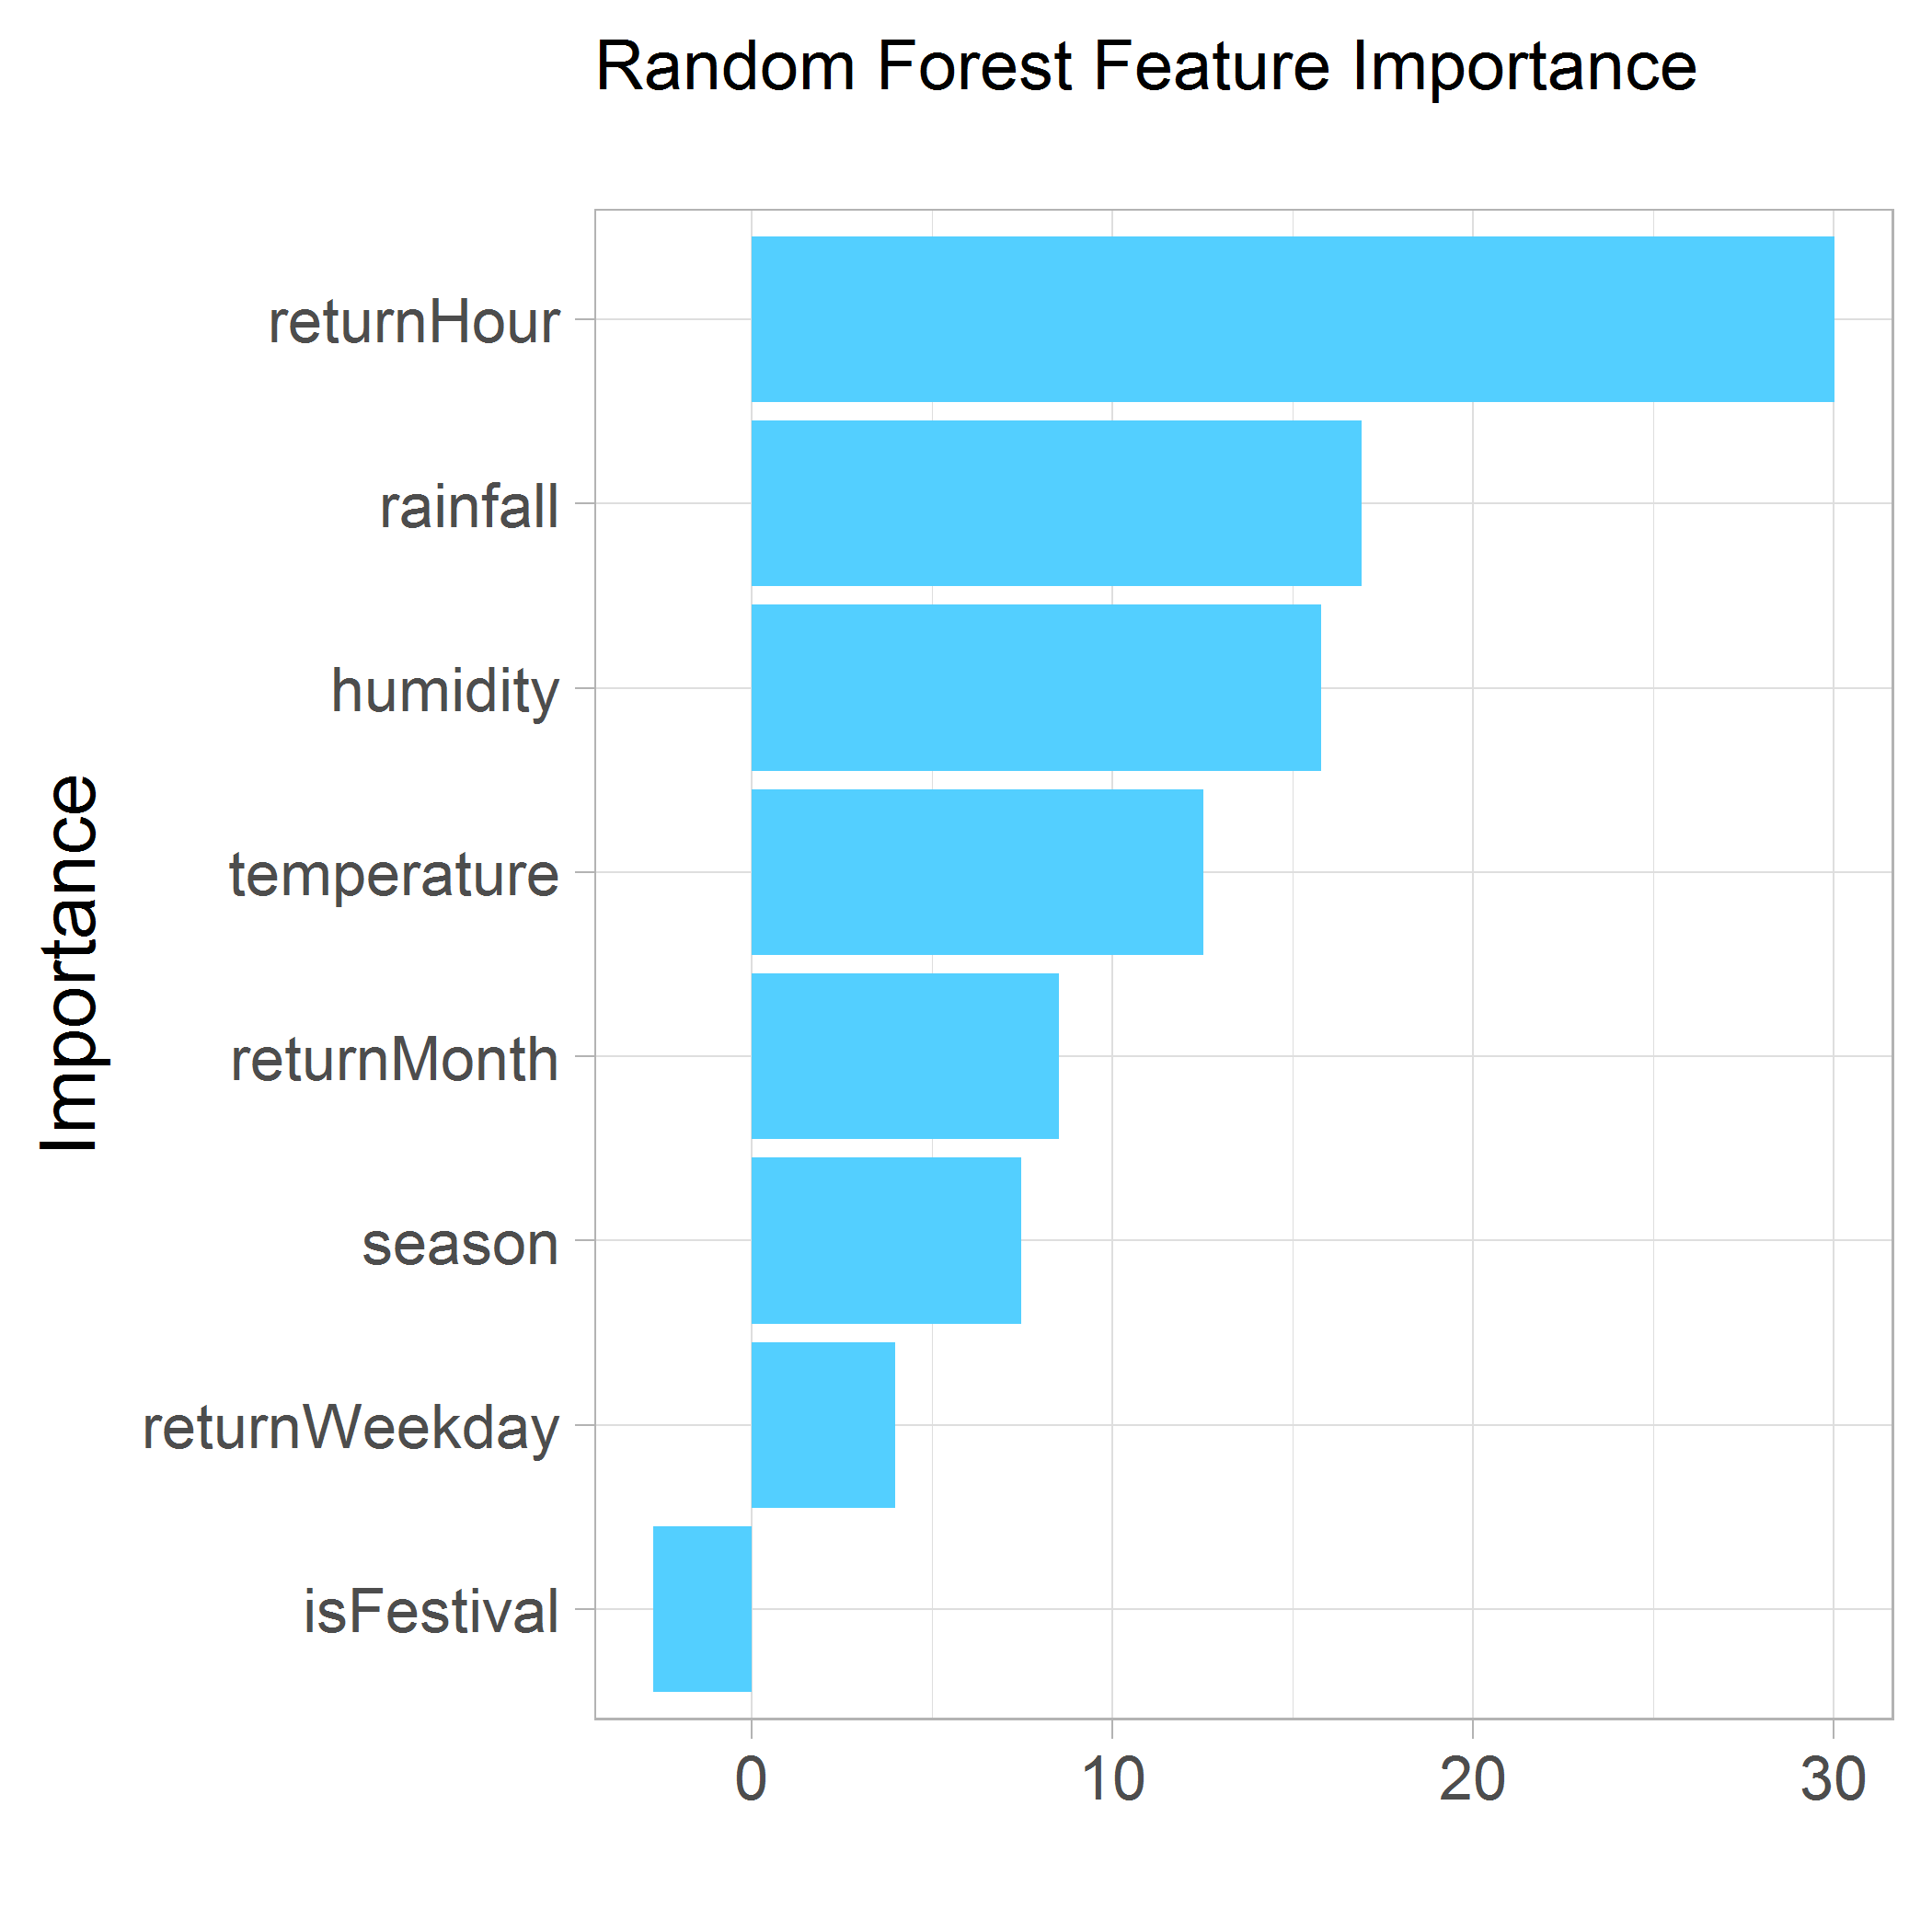 Random Forest Feature Importance
Importance
returnHour
rainfall
humidity
temperature
returnMonth
season
returnWeekday
isFestival
0 10 20 30